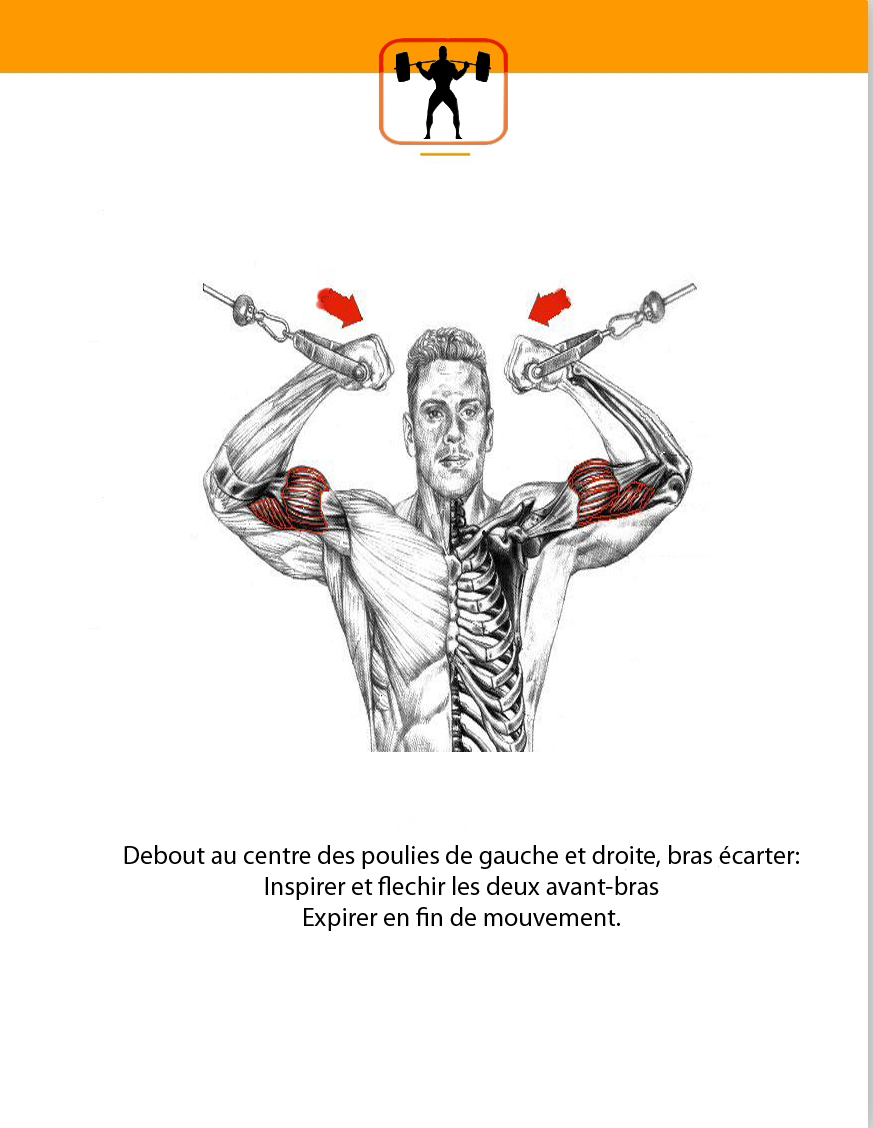 Debout au centre des poulies de gauche et droite, bras écarter:
Inspirer et flechir les deux avant-bras
Expirer en fin de mouvement.